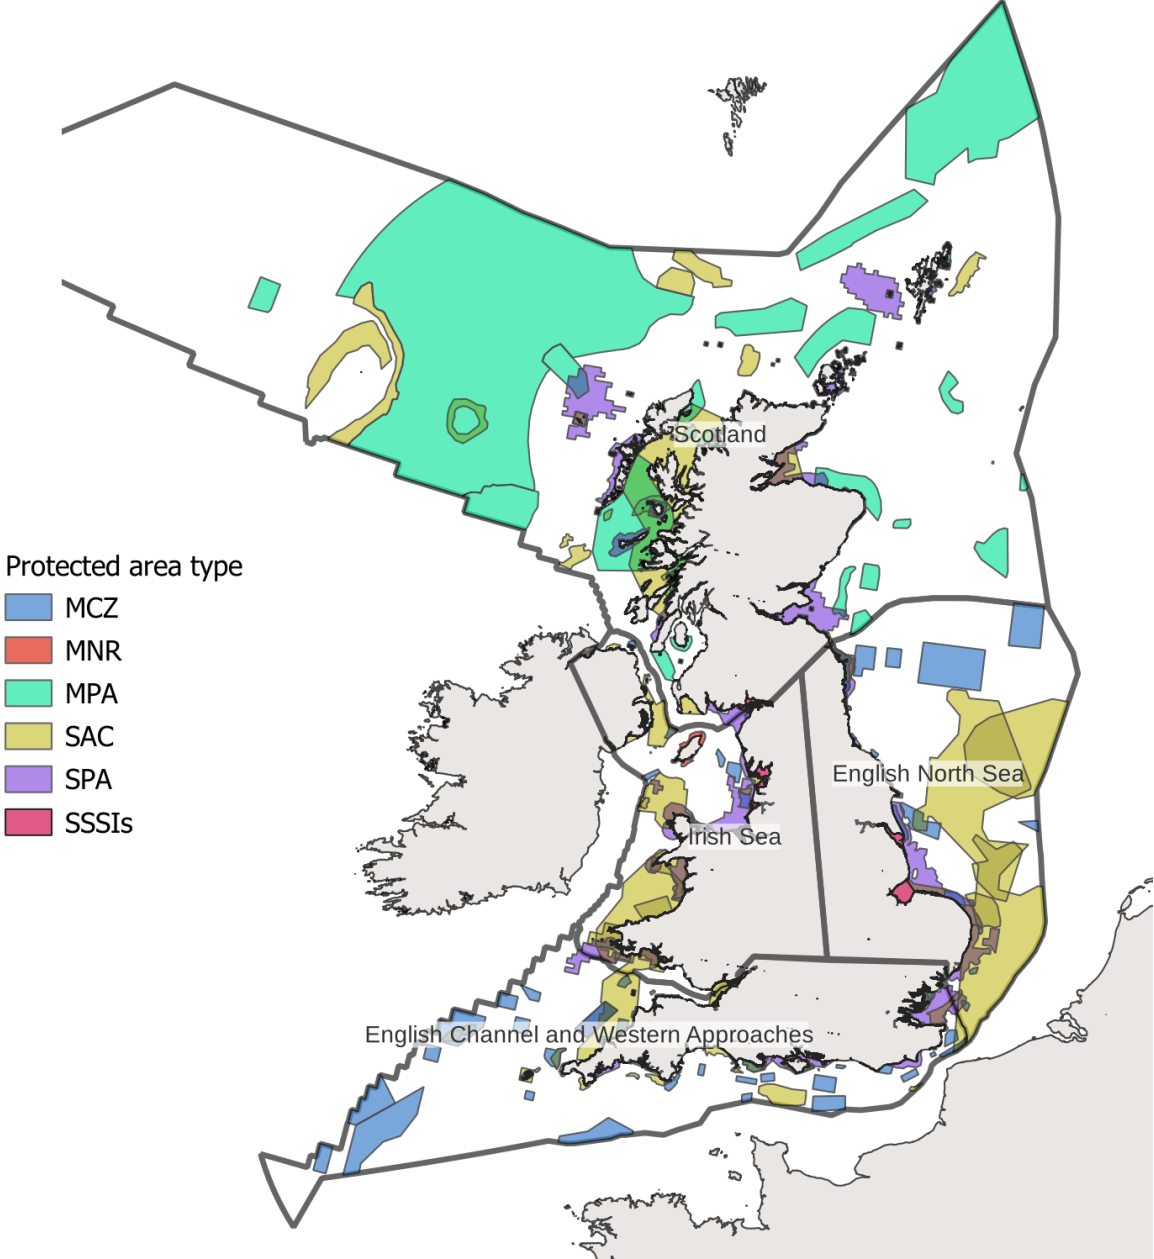 Scotland
Protected area type
MCZ
MNR
MPA
SAC
SPA
SSSIs
English North Sea
Irish Sea
English Channel and Western Approaches